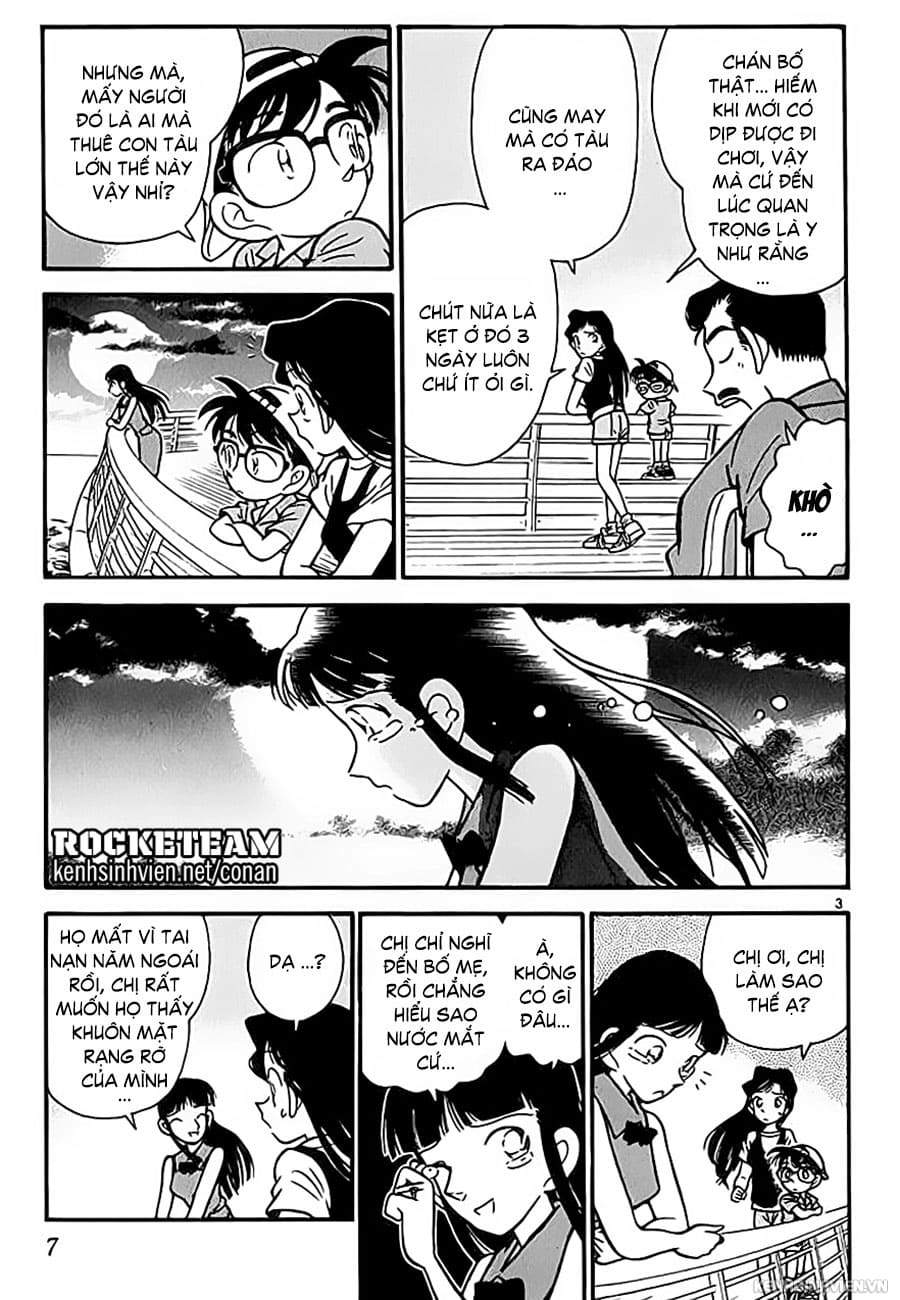 CHÁN BỐ
THẬT... HIẾM
KHI MỚI CÓ
DỊP ĐƯỢC ĐI
CHƠI, VẬY
MÀ CỨ ĐẾN
LÚC QUAN
TRỌNG LÀ Y
NHƯ RẰNG
...
CŨNG MAY
MÀ CÓ TÀU
RA ĐẢO
...
CHÚT NỮA LÀ
KẸT Ở ĐÓ 3
NGÀY LUÔN
CHỨ ÍT ỎI GÌ.
KHÒ
...
NHƯNG MÀ,
MẤY NGƯỜI
ĐÓ LÀ AI MÀ
THUÊ CON TÀU
LỚN THẾ NÀY
VẬY NHỈ?
ROCKETEAM
kenhsinhvien.net/conan
3
CHỊ ƠI, CHỊ
LÀM SAO
THẾ Ạ?
À,
KHÔNG
CÓ GÌ
ĐÂU...
CHỊ CHỈ NGHĨ
ĐẾN BỐ MẸ,
RỒI CHẲNG
HIỂU SAO
NƯỚC MẮT
CỨ...
DẠ ...?
HỌ MẤT VÌ TAI
NẠN NĂM NGOÁI
RỒI, CHỊ RẤT
MUỐN HỌ THẤY
KHUÔN MẶT
RẠNG RỠ
CỦA MÌNH
...
7
KENHSINHVIEN.VN